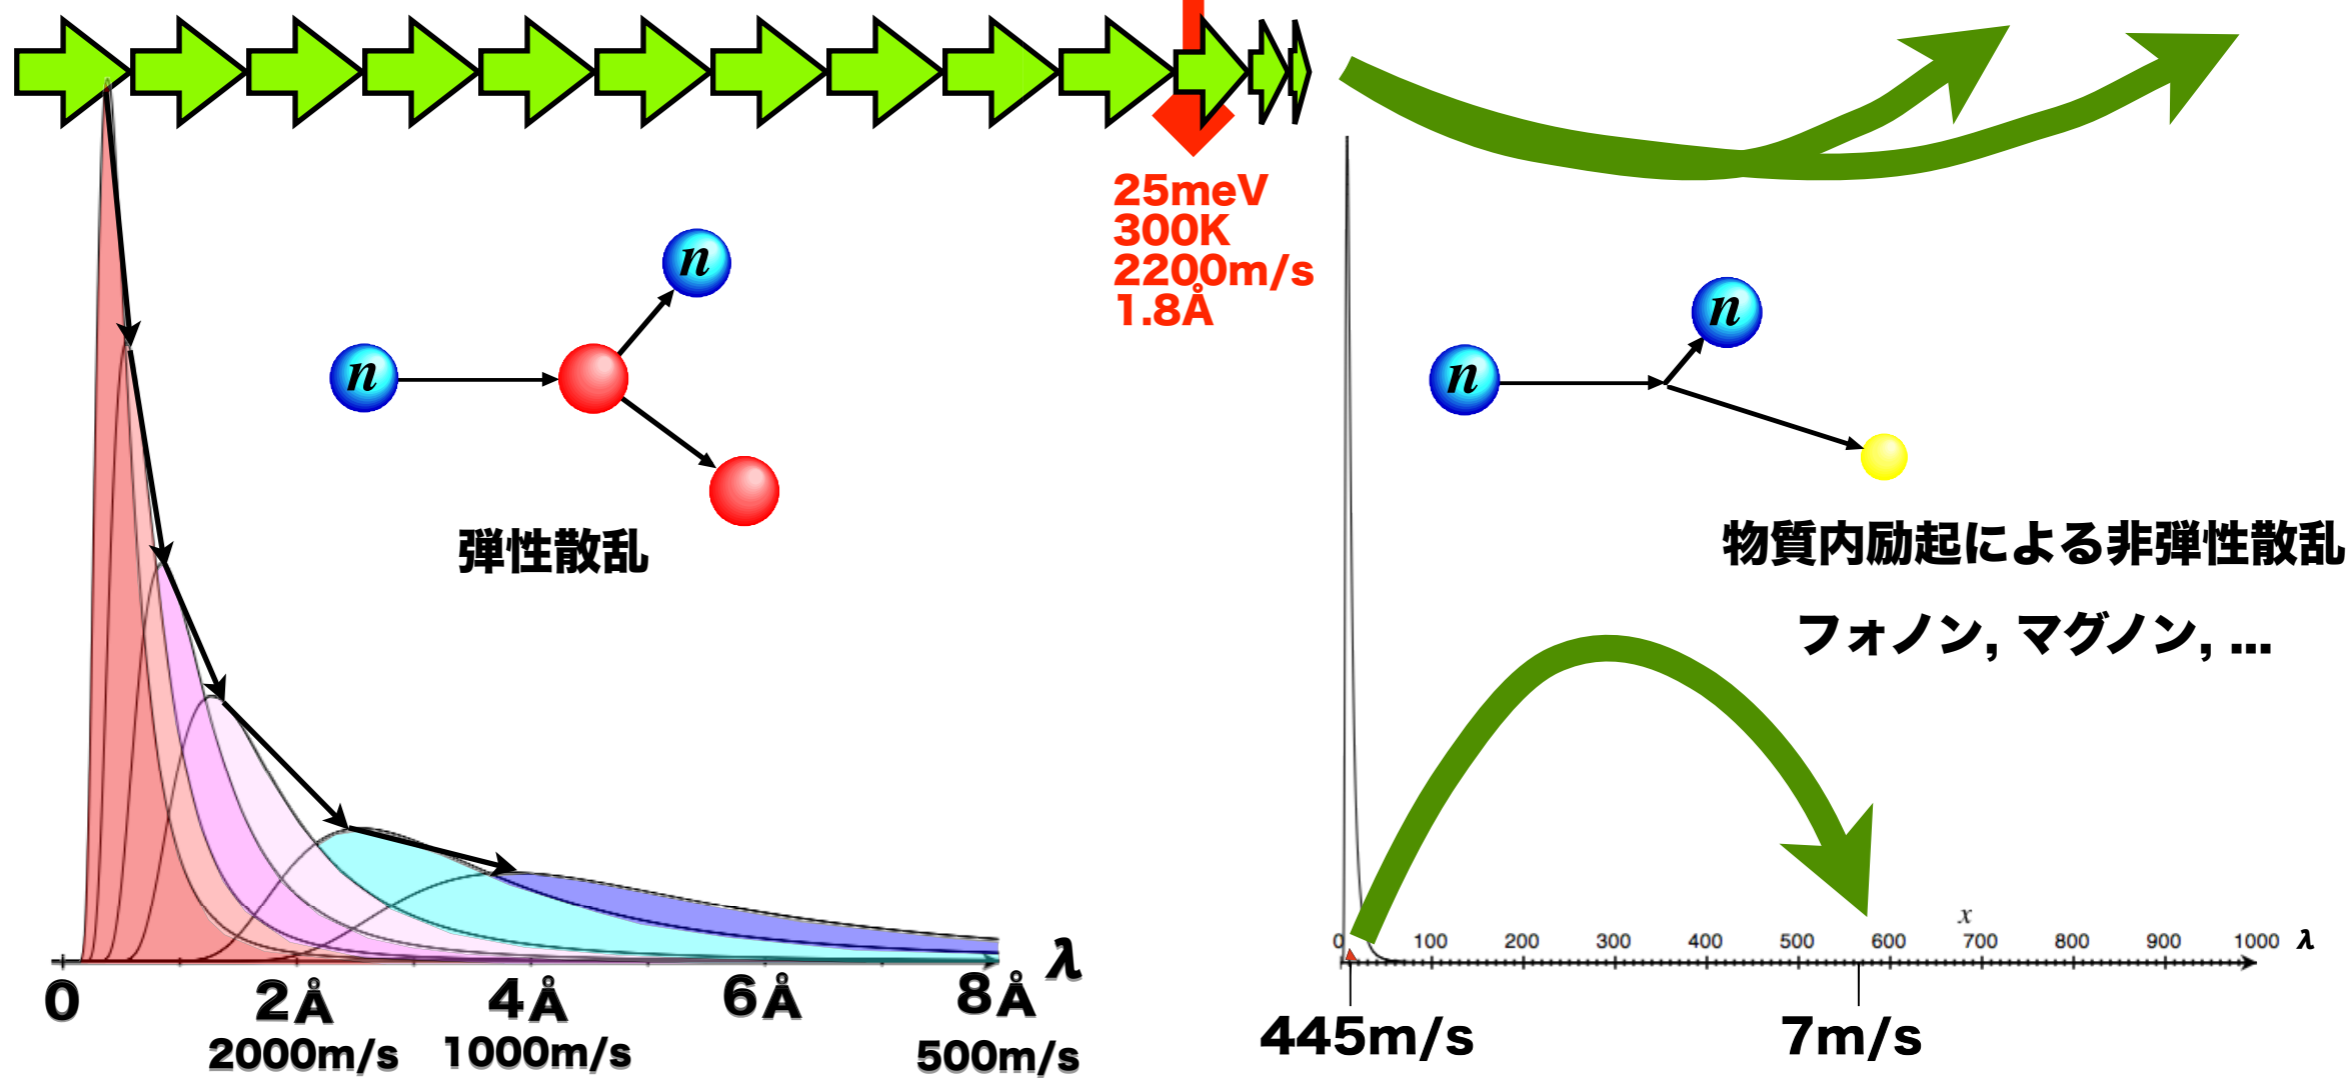 25meV
300K
2200m/s
1.8Å
n
n
弾性散乱
n
n
物質内励起による非弾性散乱
フォノン, マグノン, ...
0 2Å 4Å 6Å 8Å λ
2000m/s 1000m/s 500m/s
x
0 100 200 300 400 500 600 700 800 900 1000 λ
445m/s 7m/s